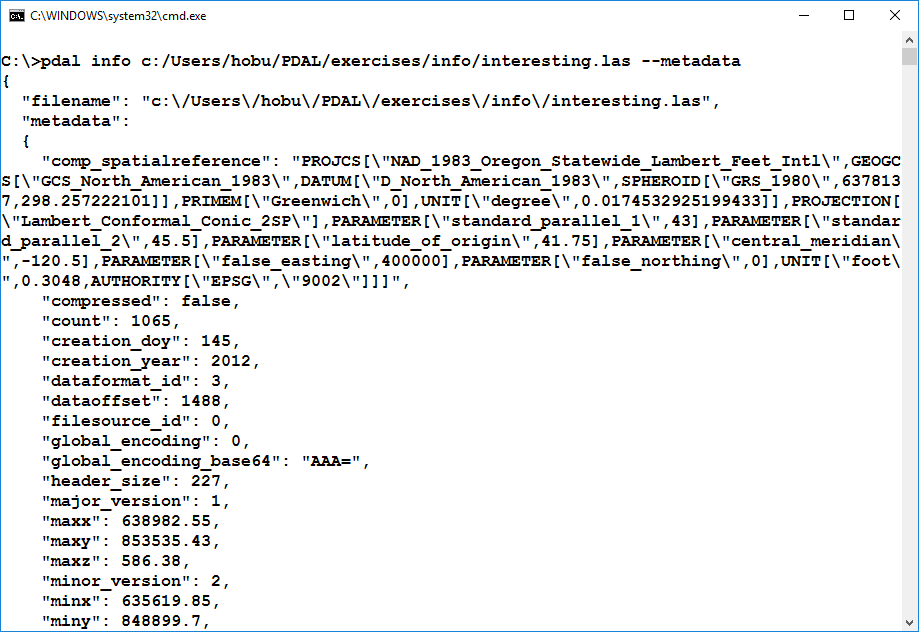 C:\WINDOWS\system32\cmd.exe
C:\>pdal info c:/Users/hobu/PDAL/exercises/info/interesting.las --metadata
{
  "filename": "c:\/Users\/hobu\/PDAL\/exercises\/info\/interesting.las",
  "metadata":
  {
    "comp_spatialreference": "PROJCS[\"NAD_1983_Oregon_Statewide_Lambert_Feet_Intl\",GEOGC
S[\"GCS_North_American_1983\",DATUM[\"D_North_American_1983\",SPHEROID[\"GRS_1980\",637813
7,298.257222101]],PRIMEM[\"Greenwich\",0],UNIT[\"degree\",0.0174532925199433]],PROJECTION[
\"Lambert_Conformal_Conic_2SP\"],PARAMETER[\"standard_parallel_1\",43],PARAMETER[\"standar
d_parallel_2\",45.5],PARAMETER[\"latitude_of_origin\",41.75],PARAMETER[\"central_meridian\
",-120.5],PARAMETER[\"false_easting\",400000],PARAMETER[\"false_northing\",0],UNIT[\"foot\
",0.3048,AUTHORITY[\"EPSG\",\"9002\"]]]",
    "compressed": false,
    "count": 1065,
    "creation_doy": 145,
    "creation_year": 2012,
    "dataformat_id": 3,
    "dataoffset": 1488,
    "filesource_id": 0,
    "global_encoding": 0,
    "global_encoding_base64": "AAA=",
    "header_size": 227,
    "major_version": 1,
    "maxx": 638982.55,
    "maxy": 853535.43,
    "maxz": 586.38,
    "minor_version": 2,
    "minx": 635619.85,
    "miny": 848899.7,